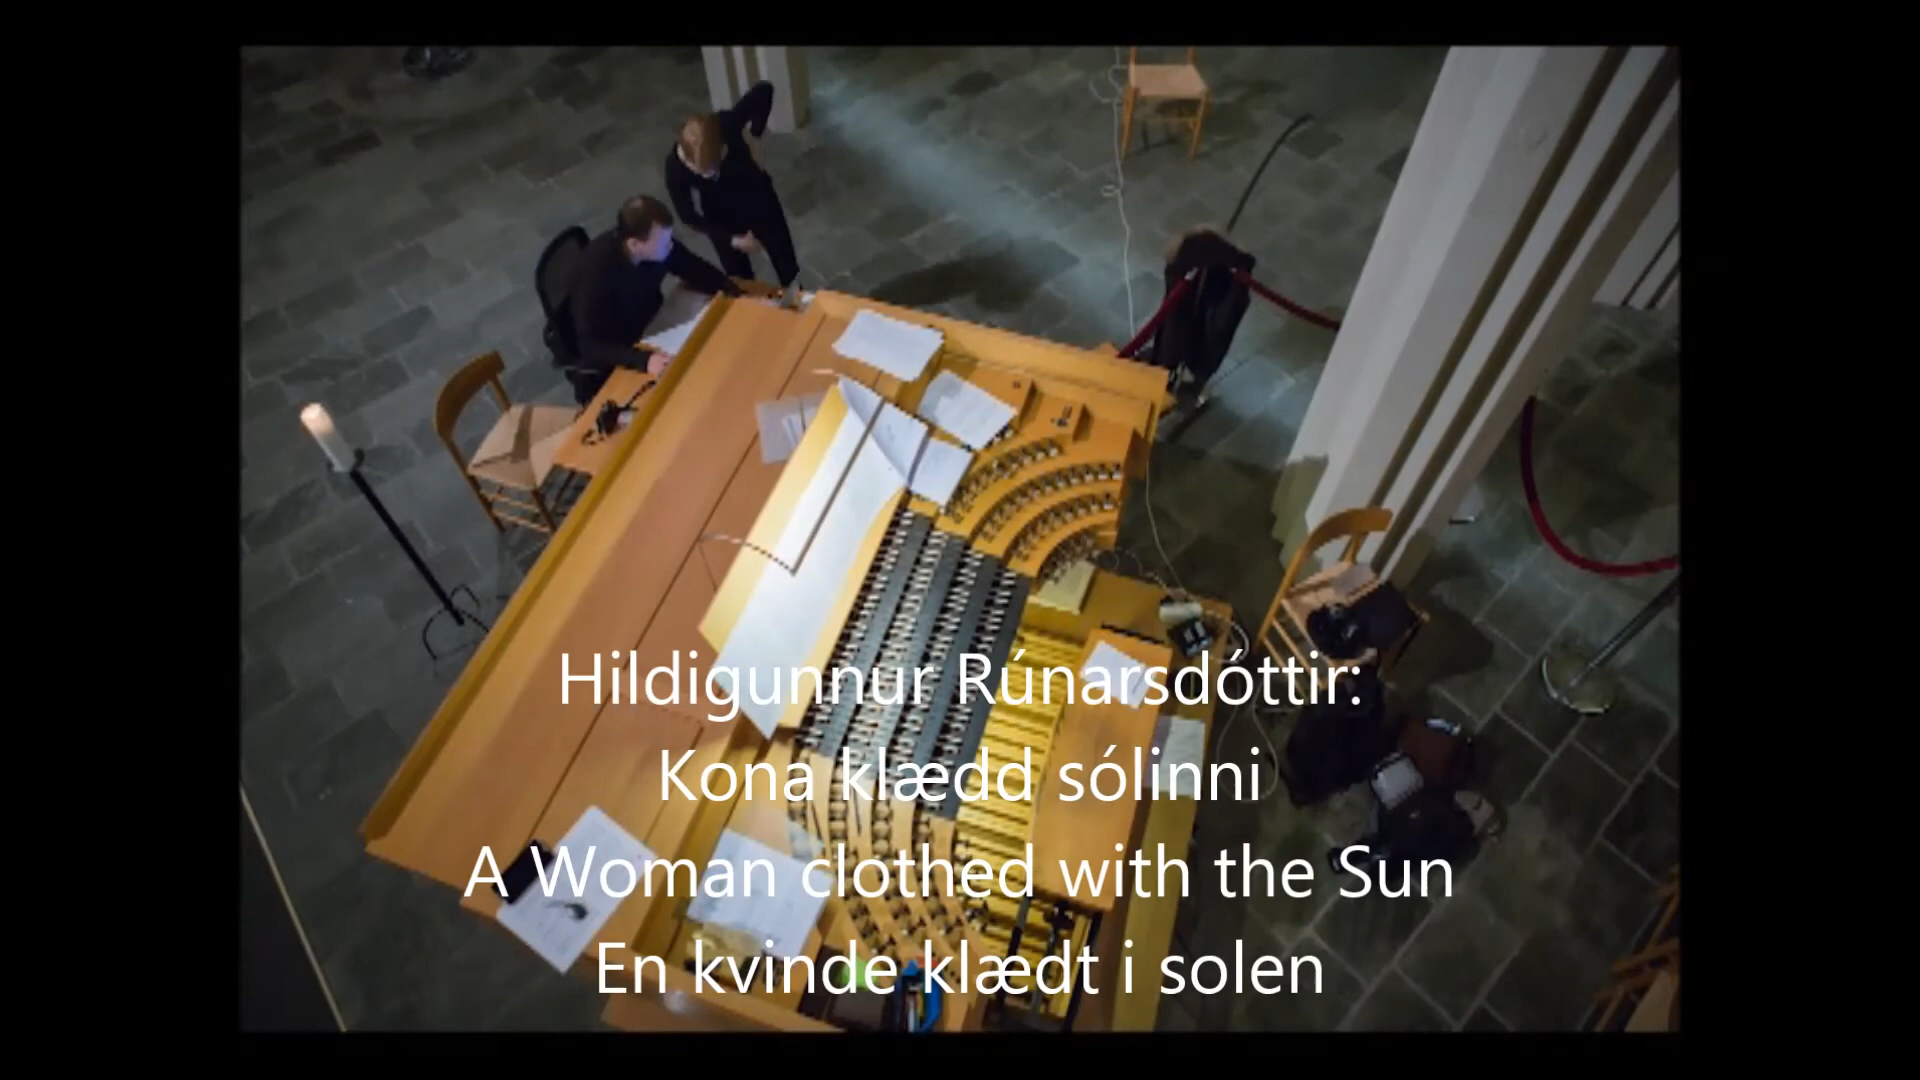 Hildigunnur Rúnarsdóttir:
Kona klædd sólinni
A Woman clothed with the Sun
En kvinde klædt i solen